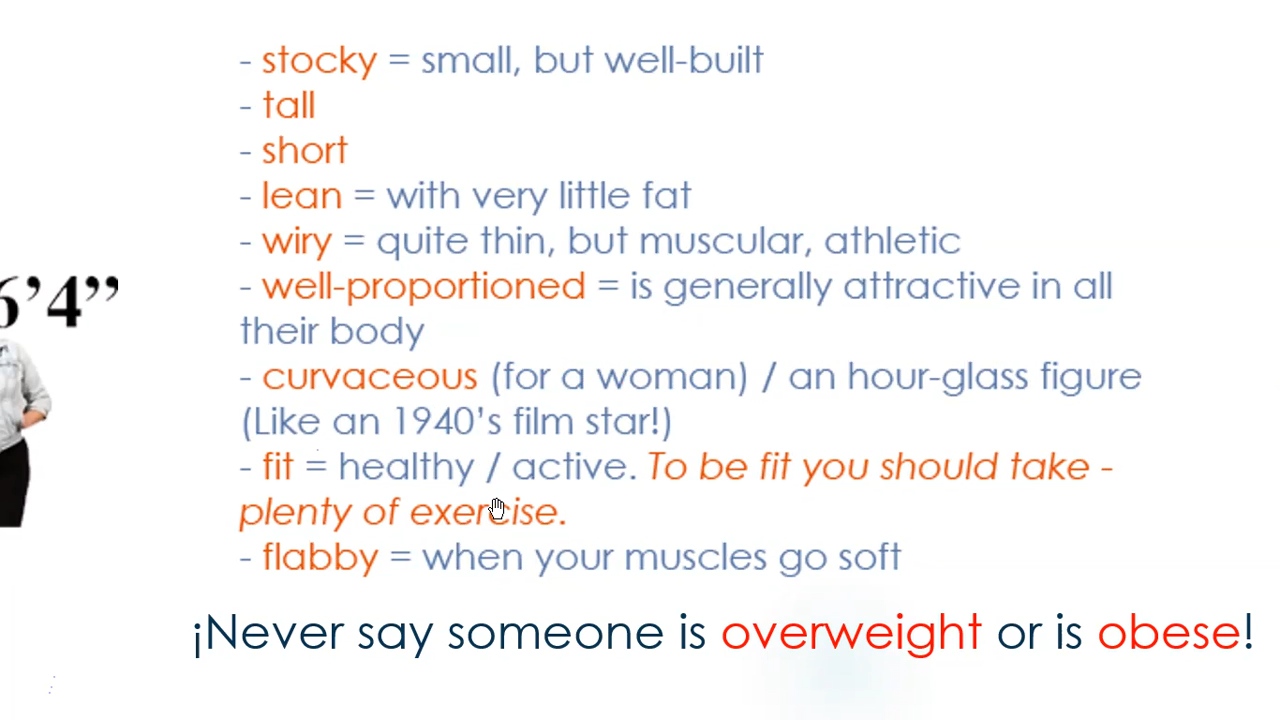 - stocky = small, but well-built
- tall
- short
- lean = with very little fat
- wiry = quite thin, but muscular, athletic
6’4”
- well-proportioned = is generally attractive in all
their body
- curvaceous (for a woman) / an hour-glass figure
(Like an 1940’s film star!)
- fit = healthy / active. To be fit you should take -
plenty of exercise.
- flabby = when your muscles go soft
¡Never say someone is overweight or is obese!